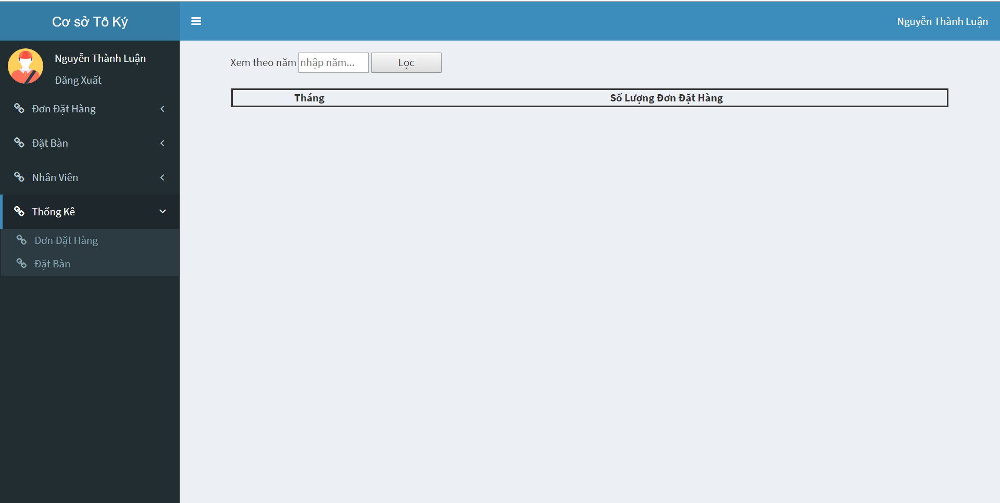 Cơ sở Tô Ký
Nguyễn Thành Luận
Nguyễn Thành Luận
Đăng Xuất
Đơn Đặt Hàng
Đặt Bàn
Nhân Viên
Thống Kê
Đơn Đặt Hàng
Đặt Bàn
Xem theo năm nhập năm... Lọc
Tháng Số Lượng Đơn Đặt Hàng